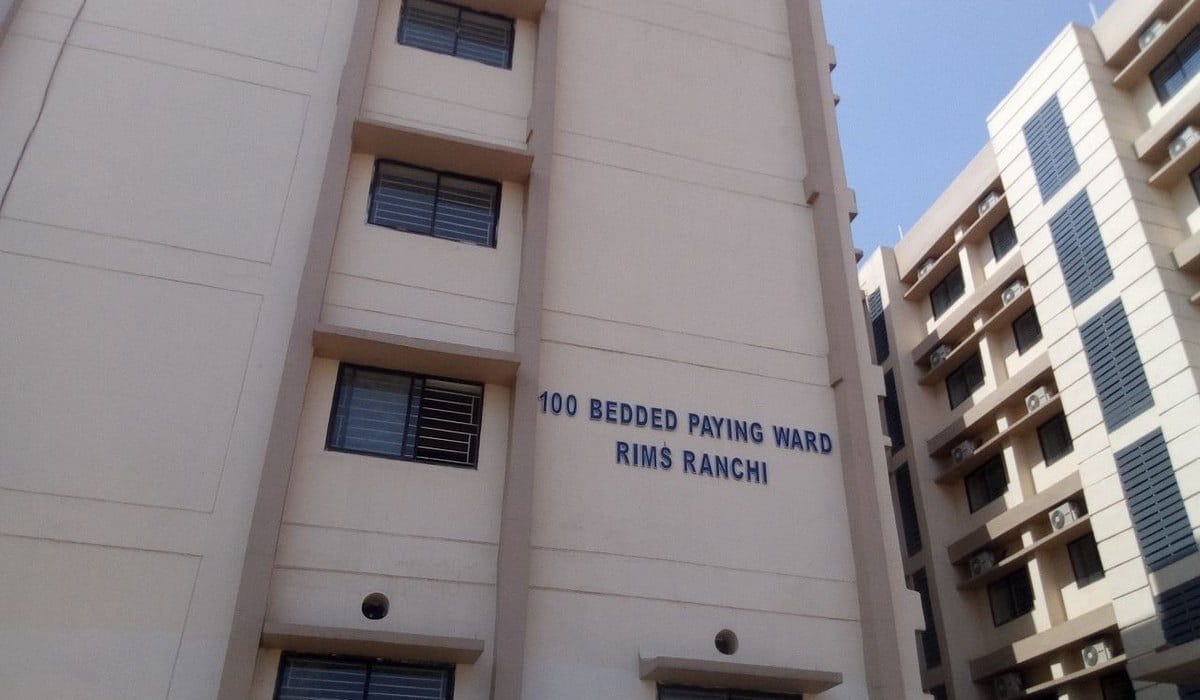 100 BEDDED PAYING WARD
RIMS RANCHI